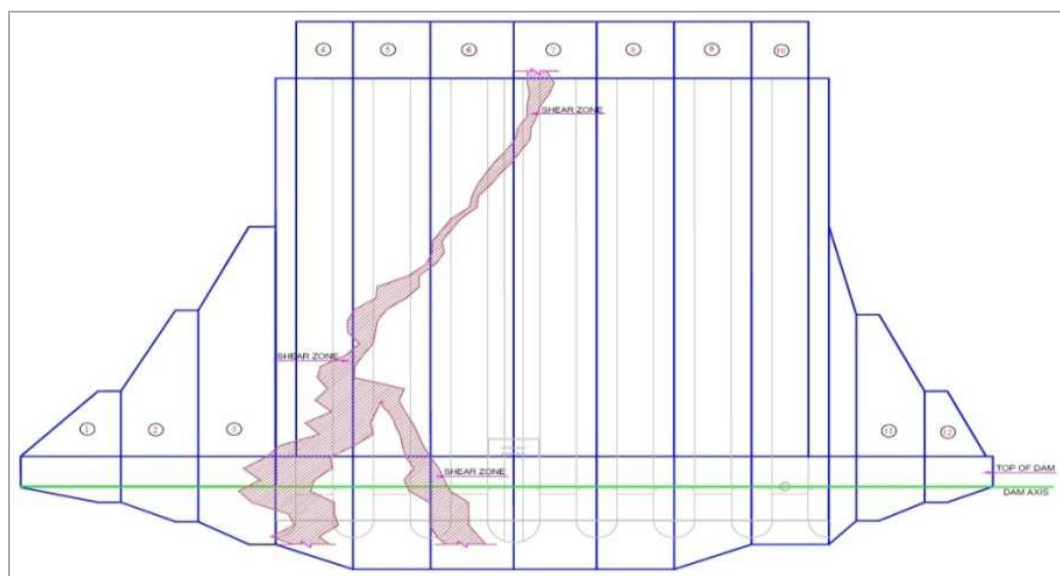 4 5 6 7 8 9 10
SHEAR ZONE
SHEAR ZONE
1 2 3 11 12
TOP OF DAM
SHEAR ZONE
DAM AXIS